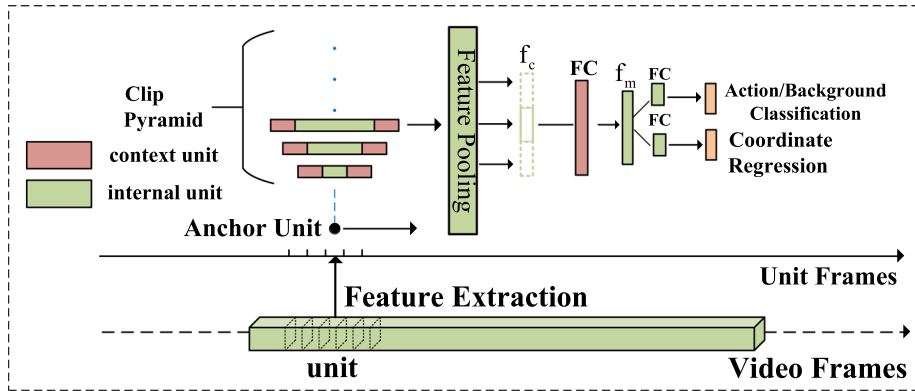 Clip
Pyramid
context unit
internal unit
Anchor Unit
Feature Pooling
f_c
FC
f_m
FC
FC
Action/Background
Classification
Coordinate
Regression
Unit Frames
Feature Extraction
unit
Video Frames